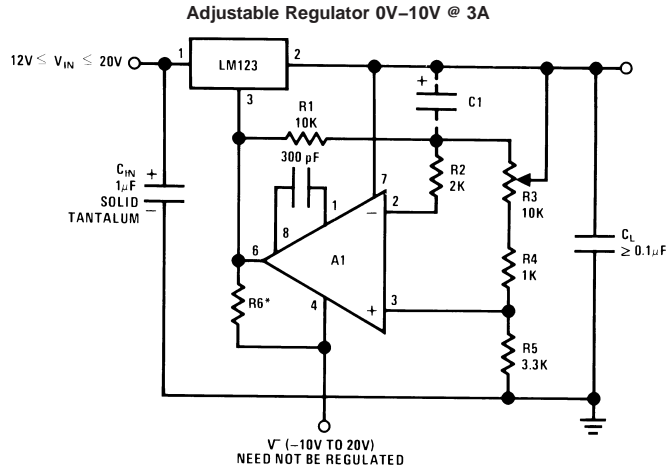 Adjustable Regulator 0V–10V @ 3A
12V ≤ VIN ≤ 20V
1
LM123
2
3
R1
10K
+
C1
300 pF
CIN
1μF
SOLID
TANTALUM
+
−
8
1
7
R2
2K
R3
10K
2
−
6
A1
CL
≥ 0.1μF
R4
1K
R6*
4
+
3
R5
3.3K
V− (−10V TO 20V)
NEED NOT BE REGULATED